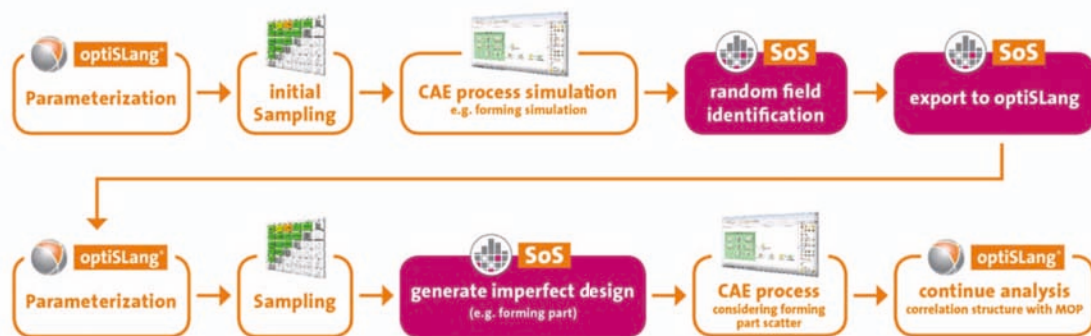 optiSLang®
Parameterization
initial
Sampling
CAE process simulation
e.g. forming simulation
SoS
random field
identification
SoS
export to optiSLang
optiSLang®
Parameterization
Sampling
SoS
generate imperfect design
(e.g. forming part)
CAE process
considering forming
part scatter
optiSLang®
continue analysis
correlation structure with MOP